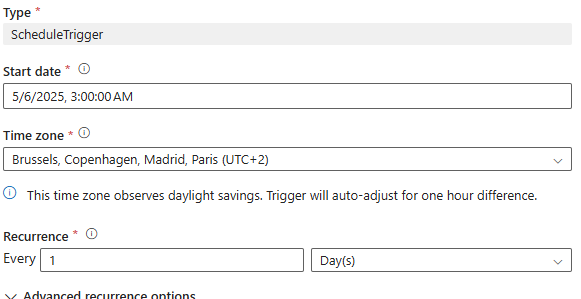 Type *
ScheduleTrigger
Start date *
5/6/2025, 3:00:00 AM
Time zone *
Brussels, Copenhagen, Madrid, Paris (UTC+2)
This time zone observes daylight savings. Trigger will auto-adjust for one hour difference.
Recurrence *
Every 1 Day(s)
Advanced recurrence options